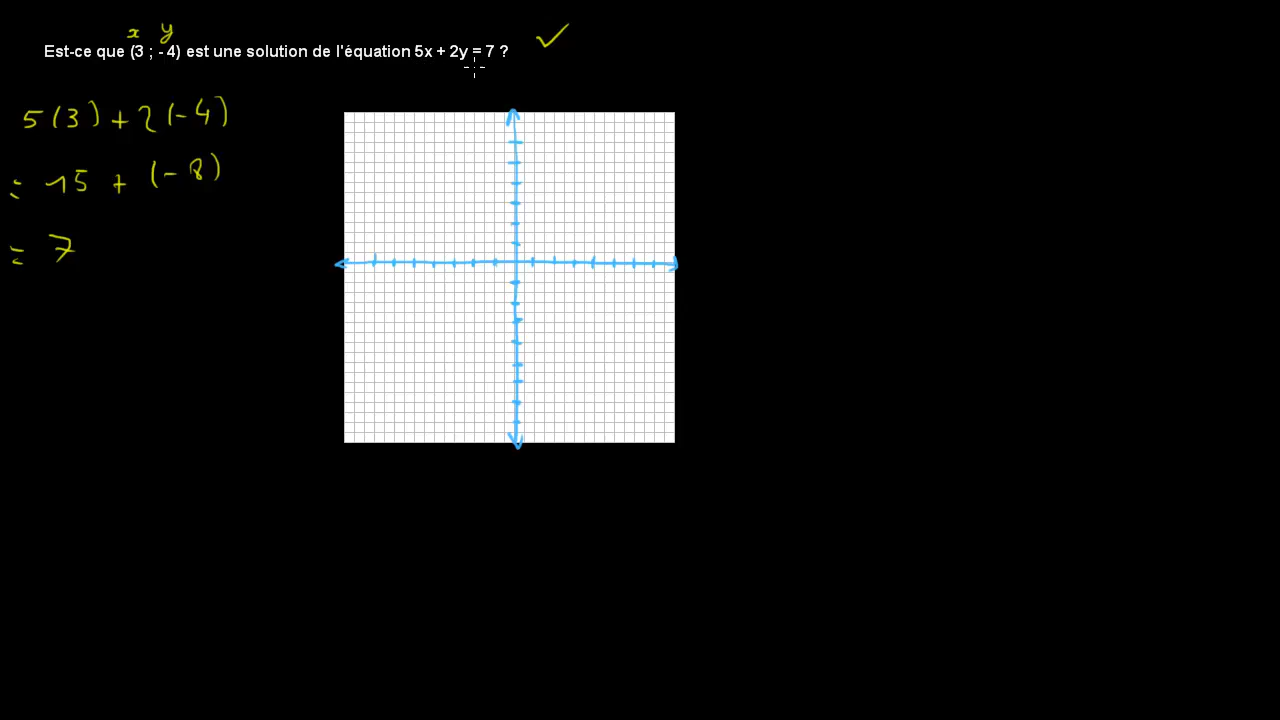 x y
Est-ce que (3 ; - 4) est une solution de l'équation 5x + 2y = 7 ?
5(3) + 2(-4)
= 15 + (-8)
= 7